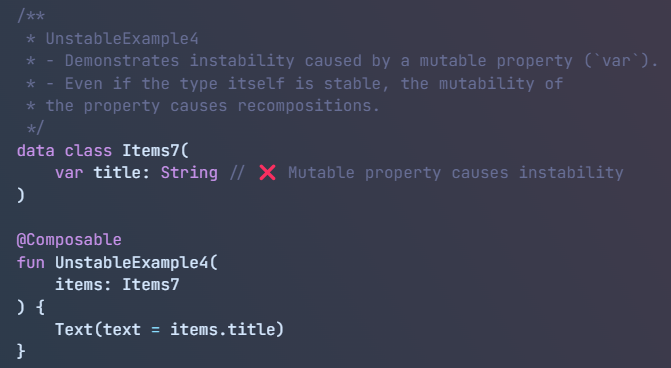 /**
 * UnstableExample4
 * - Demonstrates instability caused by a mutable property (`var`).
 * - Even if the type itself is stable, the mutability of
 * the property causes recompositions.
 */
data class Items7(
    var title: String // ❌ Mutable property causes instability
)

@Composable
fun UnstableExample4(
    items: Items7
) {
    Text(text = items.title)
}